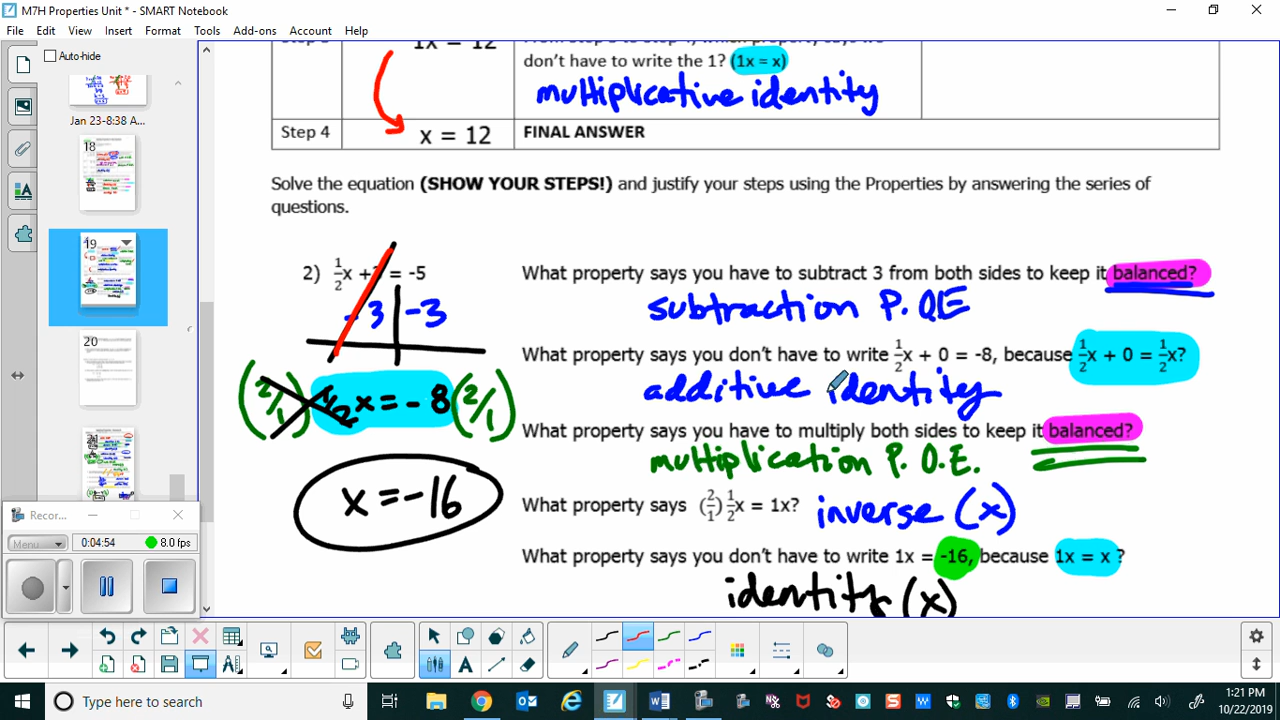 M7H Properties Unit * - SMART Notebook
File Edit View Insert Format Tools Add-ons Account Help
Auto-hide
Jan 23-8:38 A...
18
19
20
1x = 12
don't have to write the 1? (1x = x)
multiplicative identity
Step 4 x = 12 FINAL ANSWER
Solve the equation (SHOW YOUR STEPS!) and justify your steps using the Properties by answering the series of
questions.
2) 1/2x +3 = -5
-3 -3
(2/1) 1/2x = -8 (2/1)
x = -16
What property says you have to subtract 3 from both sides to keep it balanced?
subtraction P. OE
What property says you don't have to write 1/2x + 0 = -8, because 1/2x + 0 = 1/2x?
additive identity
What property says you have to multiply both sides to keep it balanced?
multiplication P. O.E.
What property says (2/1)1/2x = 1x? inverse (x)
What property says you don't have to write 1x = -16, because 1x = x ?
identity (x)
Recor...
Menu 0:04:54 8.0 fps
Type here to search
1:21 PM
10/22/2019